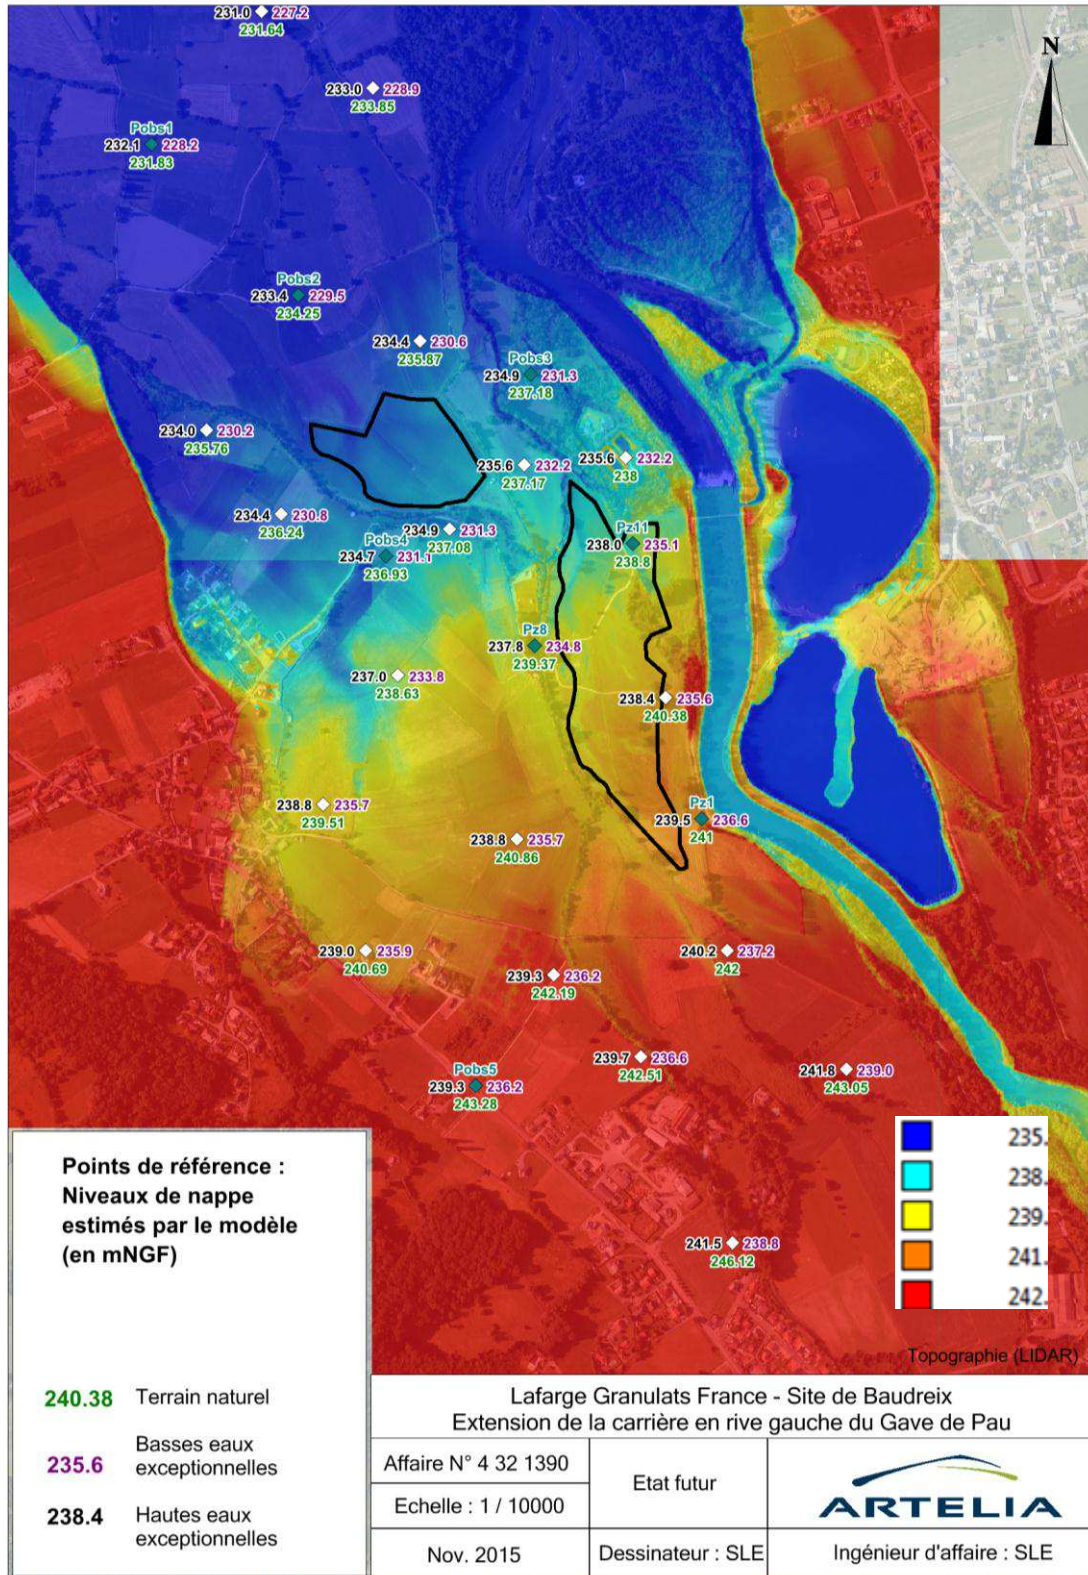 231.0 227.2
231.64
N
233.0 228.9
233.85
Pobs1
232.1 228.2
231.83
Pobs2
233.4 229.5
234.25
234.4 230.6
235.87
Pobs3
234.9 231.3
237.18
234.0 230.2
235.76
235.6 232.2
237.17
235.6 232.2
238
234.4 230.8
236.24
234.9 231.3
237.08
Pobs4
234.7 231.1
236.93
Pz11
238.0 235.1
238.8
Pz8
237.8 234.8
239.37
237.0 233.8
238.63
238.4 235.6
240.38
238.8 235.7
239.51
Pz1
239.5 236.6
241
238.8 235.7
240.86
239.0 235.9
240.69
239.3 236.2
242.19
240.2 237.2
242
239.7 236.6
242.51
241.8 239.0
243.05
Pobs5
239.3 236.2
243.28
241.5 238.8
246.12
235.
238.
239.
241.
242.
Topographie (LIDAR)
Points de référence :
Niveaux de nappe
estimés par le modèle
(en mNGF)
240.38 Terrain naturel
235.6 Basses eaux
exceptionnelles
238.4 Hautes eaux
exceptionnelles
Lafarge Granulats France - Site de Baudreix
Extension de la carrière en rive gauche du Gave de Pau
Affaire N° 4 32 1390
Echelle : 1 / 10000
Nov. 2015
Etat futur
Dessinateur : SLE
ARTELIA
Ingénieur d'affaire : SLE